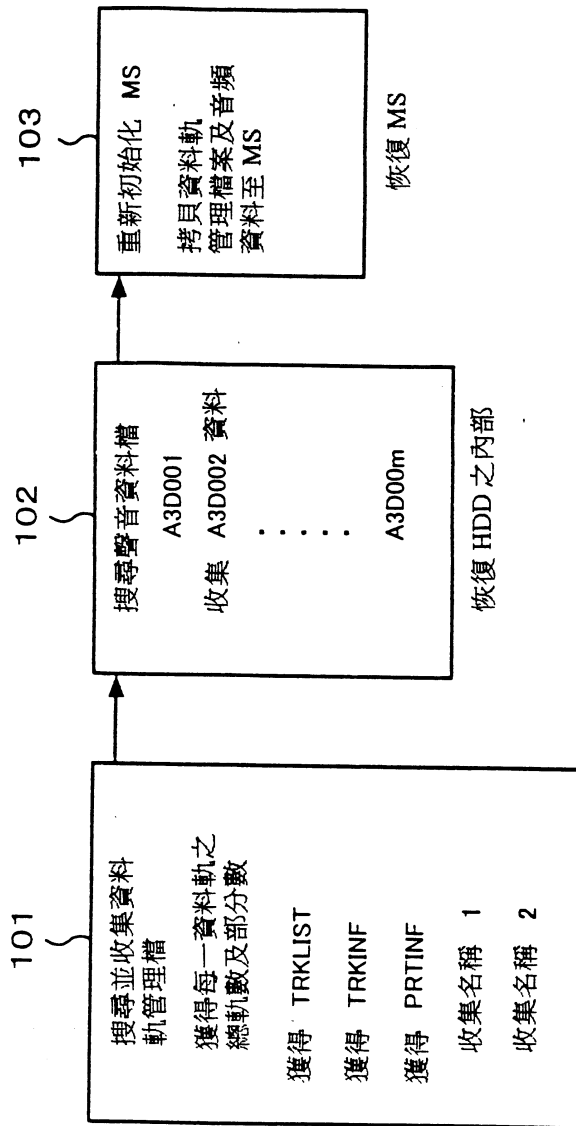 101
搜尋並收集資料
軌管理檔
獲得每一資料軌之
總軌數及部分數
獲得 TRKLIST
獲得 TRKINF
獲得 PRTINF
收集名稱 1
收集名稱 2
102
搜尋聲音資料檔
A3D001
收集 A3D002 資料
·····
A3D00m
恢復 HDD 之內部
103
重新初始化 MS
拷貝資料軌
管理檔案及音頻
資料至 MS
恢復 MS